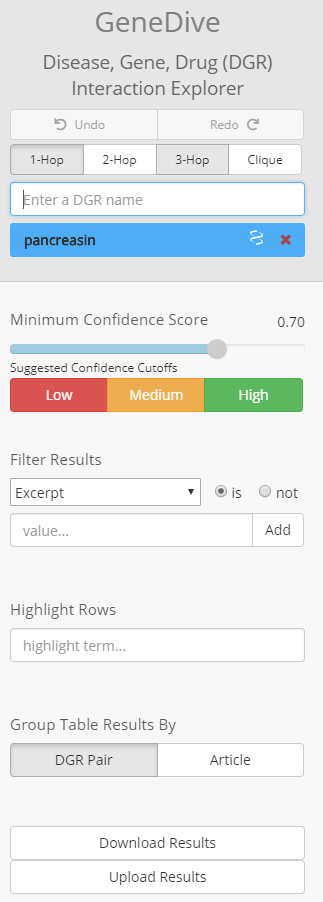 GeneDive
Disease, Gene, Drug (DGR)
Interaction Explorer
Undo Redo
1-Hop 2-Hop 3-Hop Clique
Enter a DGR name
pancreasin
Minimum Confidence Score 0.70
Suggested Confidence Cutoffs
Low Medium High
Filter Results
Excerpt is not
value... Add
Highlight Rows
highlight term...
Group Table Results By
DGR Pair Article
Download Results
Upload Results